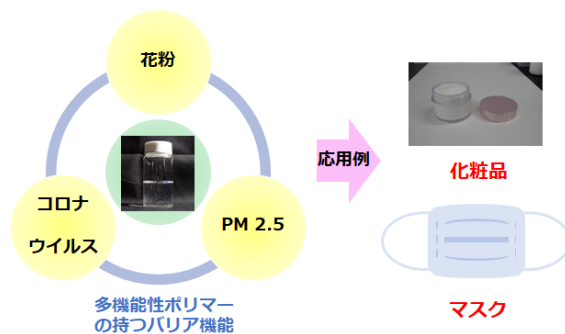 花粉
コロナ
ウイルス
PM 2.5
多機能性ポリマー
の持つバリア機能
応用例
化粧品
マスク